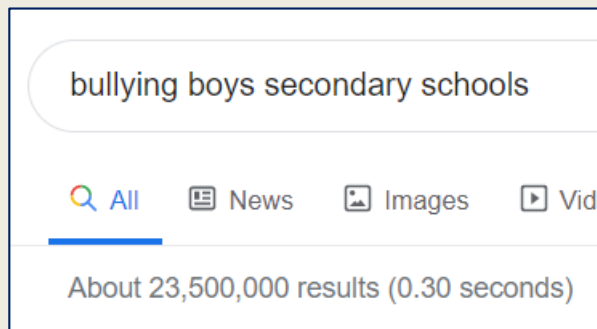 bullying boys secondary schools
All News Images Vid
About 23,500,000 results (0.30 seconds)